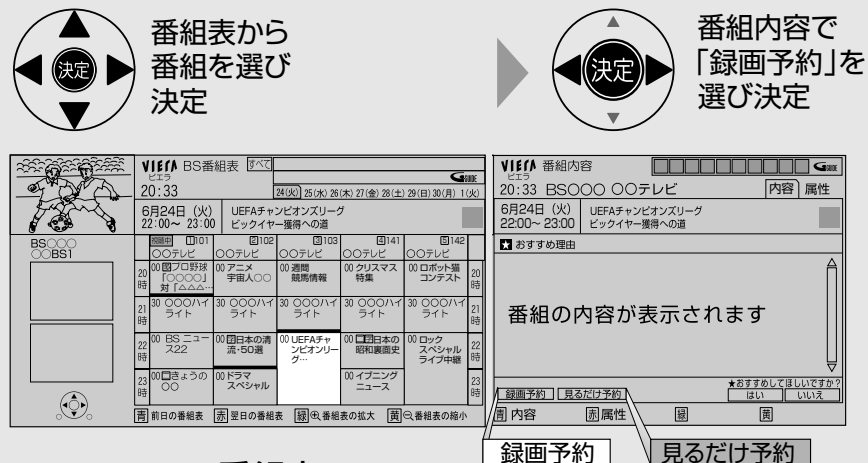 番組表から
番組を選び
決定
決定
番組内容で
「録画予約」を
選び決定
決定
VIErA BS番組表 すべて
ビエラ
GGUIDE
20:33
24(火) 25(水) 26(木) 27(金) 28(土) 29(日) 30(月) 1(火)
6月24日 (火) UEFAチャンピオンズリーグ
22:00~ 23:00 ビックイヤー獲得への道
BS○○○
○○BS1
視聴中 1 101 2 102 3 103 4 141 5 142
○○テレビ ○○テレビ ○○テレビ ○○テレビ ○○テレビ
20時 00 プロ野球「○○○○」対「△△△… 00 アニメ宇宙人○○ 00 週間競馬情報 00 クリスマス特集 00 ロボット猫コンテスト 20時
21時 30 ○○○ハイライト 30 ○○○ハイライト 30 ○○○ハイライト 30 ○○○ハイライト 30 ○○○ハイライト 21時
22時 00 BS ニュース22 00 日本の清流・50選 00 UEFAチャンピオンリーグ… 00 日本の昭和裏面史 00 ロックスペシャルライブ中継 22時
23時 00 きょうの○○ 00 ドラマスペシャル 00 イブニングニュース 23時
青 前日の番組表 赤 翌日の番組表 緑 番組表の拡大 黄 番組表の縮小
VIErA 番組内容
ビエラ
GGUIDE
20:33 BS○○○ ○○テレビ 内容 属性
6月24日 (火) UEFAチャンピオンズリーグ
22:00~ 23:00 ビックイヤー獲得への道
★ おすすめ理由
番組の内容が表示されます
★おすすめしてほしいですか?
録画予約 見るだけ予約 はい いいえ
青 内容 赤 属性 緑 黄
録画予約 見るだけ予約